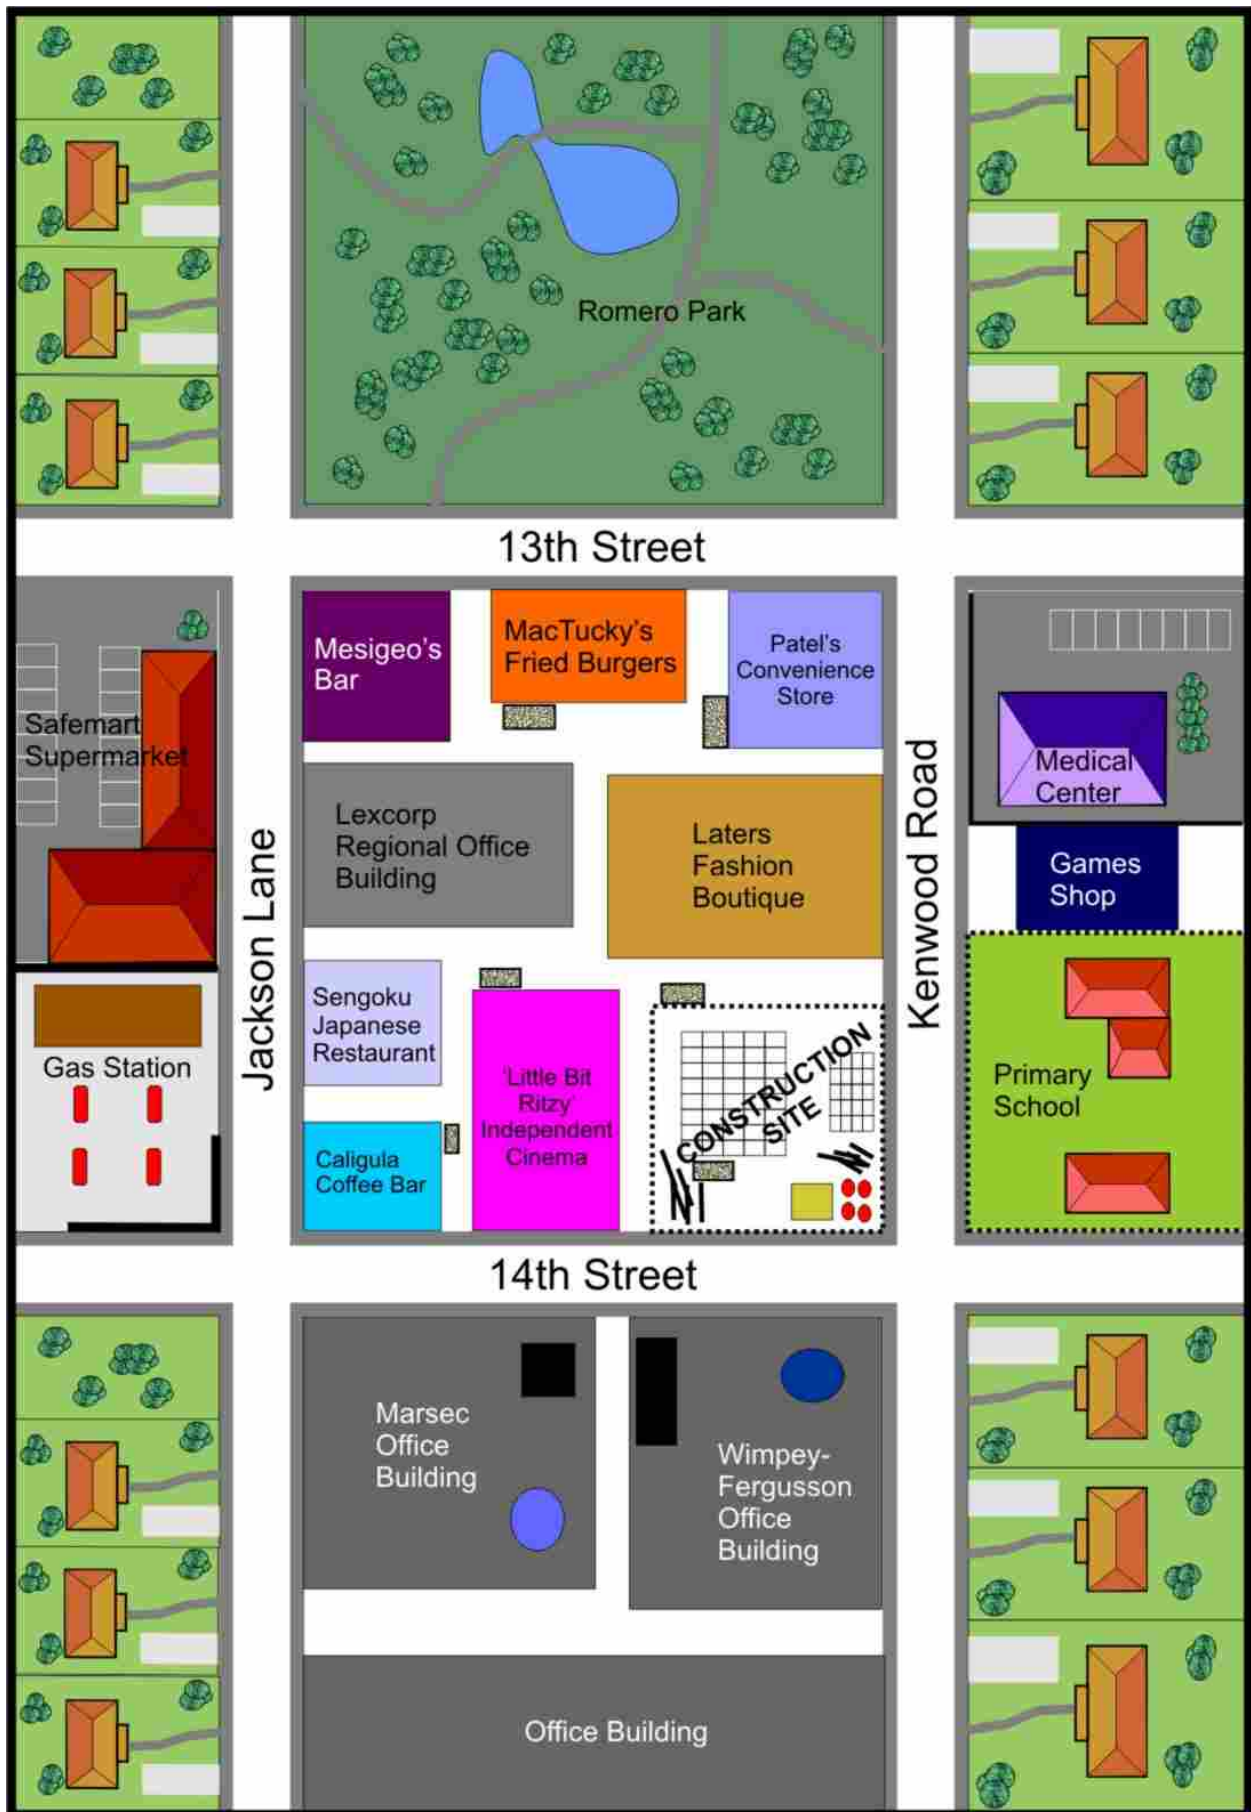 Romero Park
13th Street
Mesigeo's
Bar
MacTucky's
Fried Burgers
Patel's
Convenience
Store
Safemart
Supermarket
Medical
Center
Lexcorp
Regional Office
Building
Laters
Fashion
Boutique
Games
Shop
Jackson Lane
Kenwood Road
Sengoku
Japanese
Restaurant
Gas Station
'Little Bit
Ritzy'
Independent
Cinema
CONSTRUCTION
SITE
Primary
School
Caligula
Coffee Bar
14th Street
Marsec
Office
Building
Wimpey-
Fergusson
Office
Building
Office Building